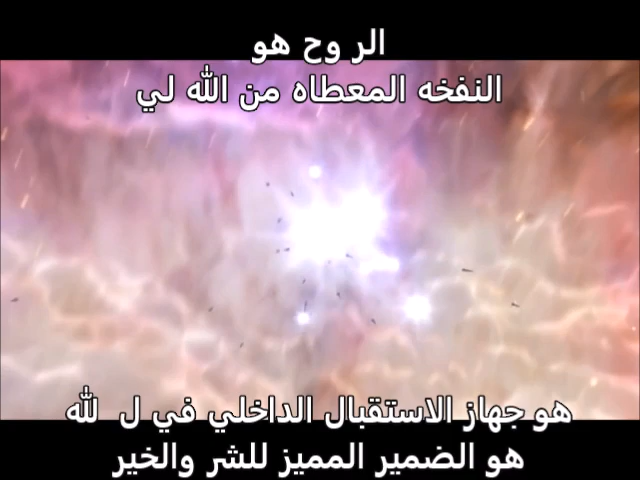 الر وح هو
النفخه المعطاه من الله لي
هو جهاز الاستقبال الداخلي في ل لله
هو الضمير المميز للشر والخير